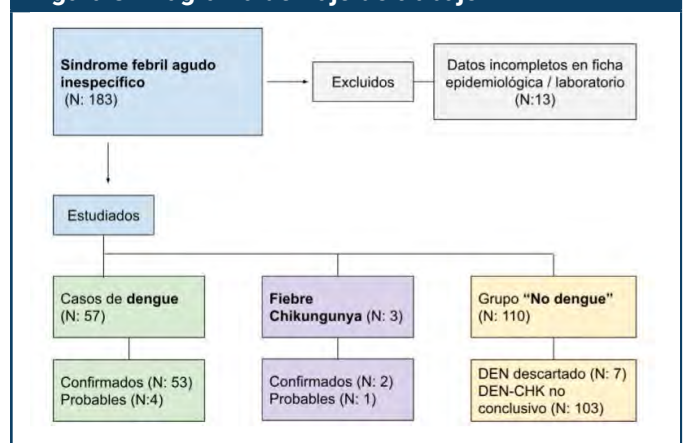 Síndrome febril agudo
inespecífico
(N: 183)
Excluidos
Datos incompletos en ficha
epidemiológica / laboratorio
(N:13)
Estudiados
Casos de dengue
(N: 57)
Fiebre
Chikungunya (N: 3)
Grupo “No dengue”
(N: 110)
Confirmados (N: 53)
Probables (N:4)
Confirmados (N: 2)
Probables (N: 1)
DEN descartado (N: 7)
DEN-CHK no
conclusivo (N: 103)